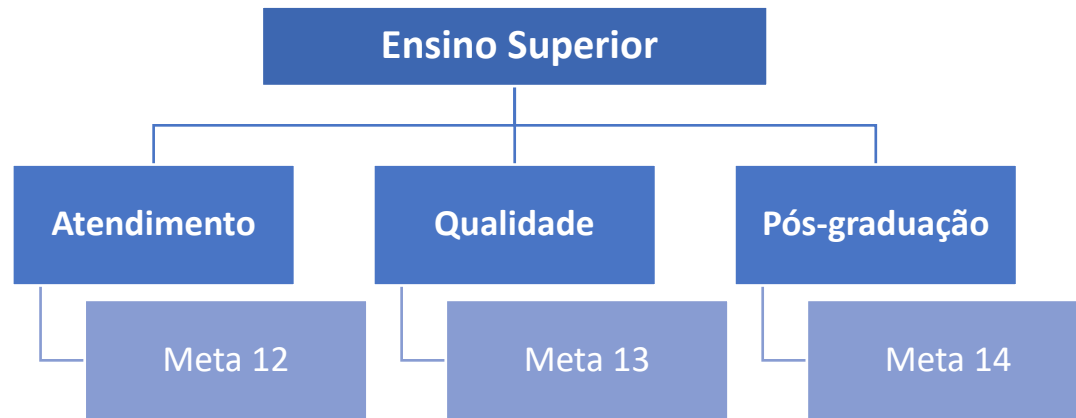 Ensino Superior
Atendimento
Qualidade
Pós-graduação
Meta 12
Meta 13
Meta 14